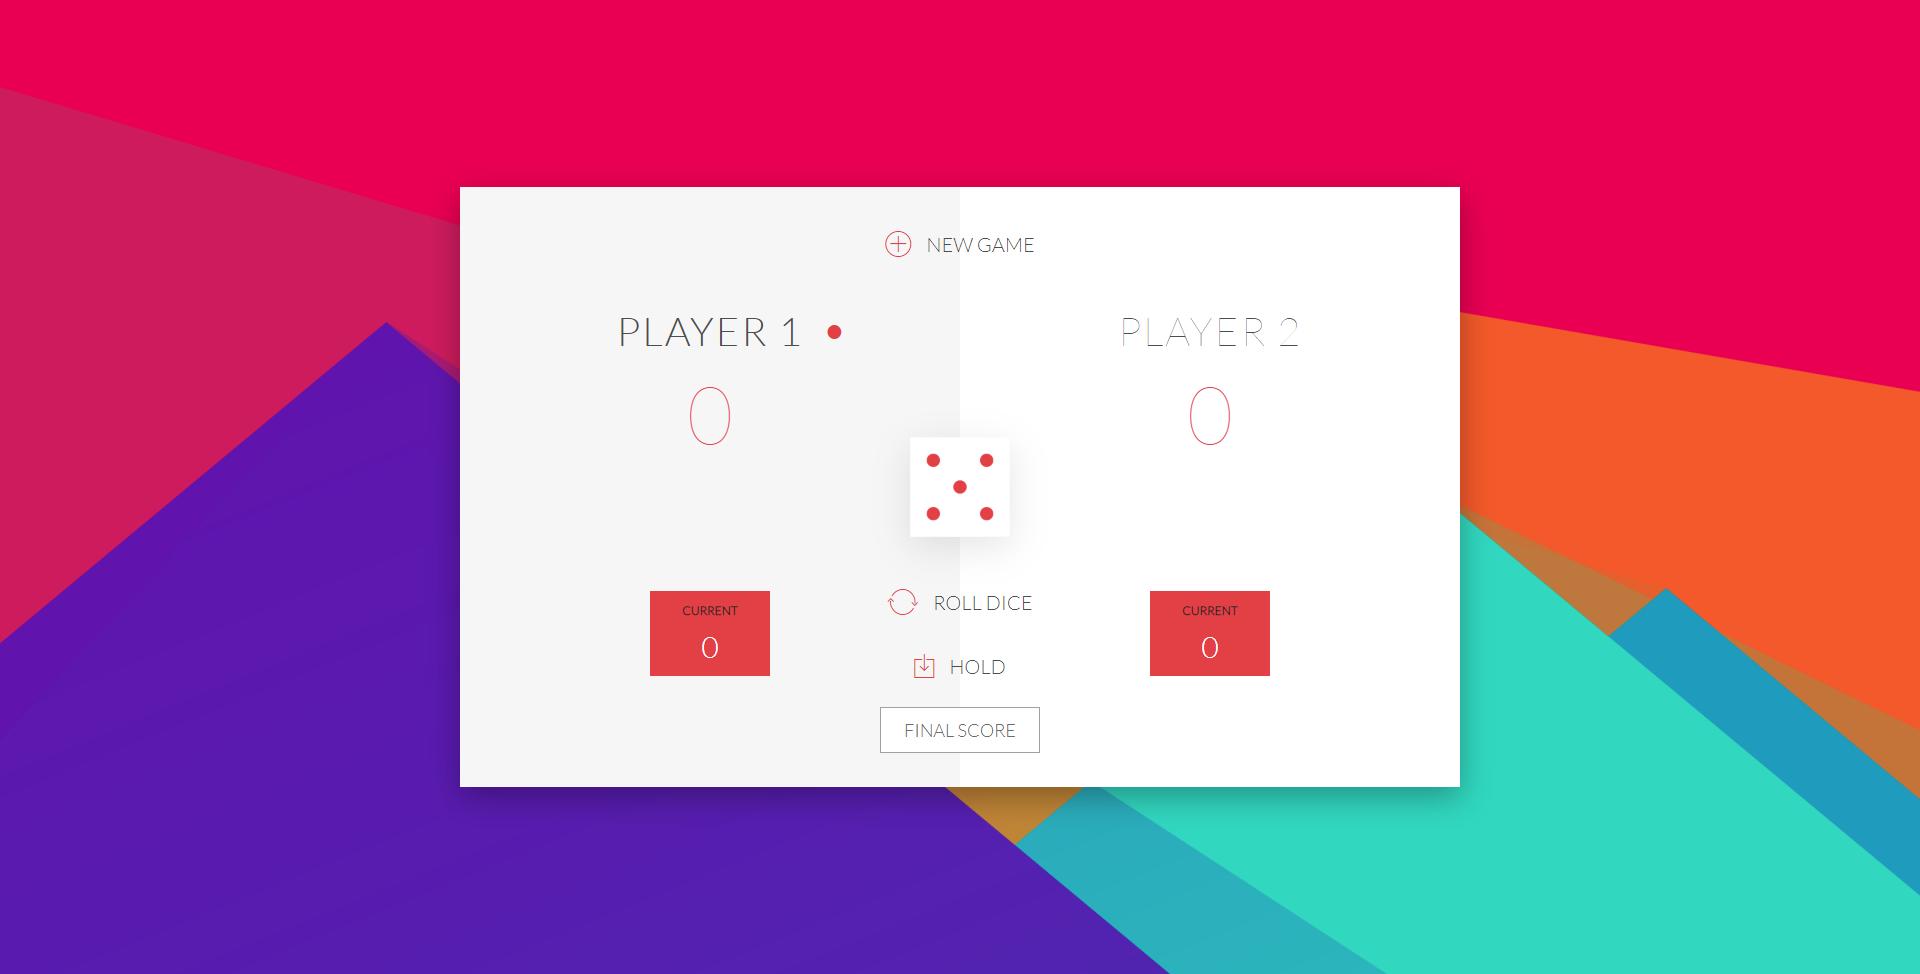 NEW GAME
PLAYER 1
0
PLAYER 2
0
CURRENT
0
ROLL DICE
HOLD
FINAL SCORE
CURRENT
0